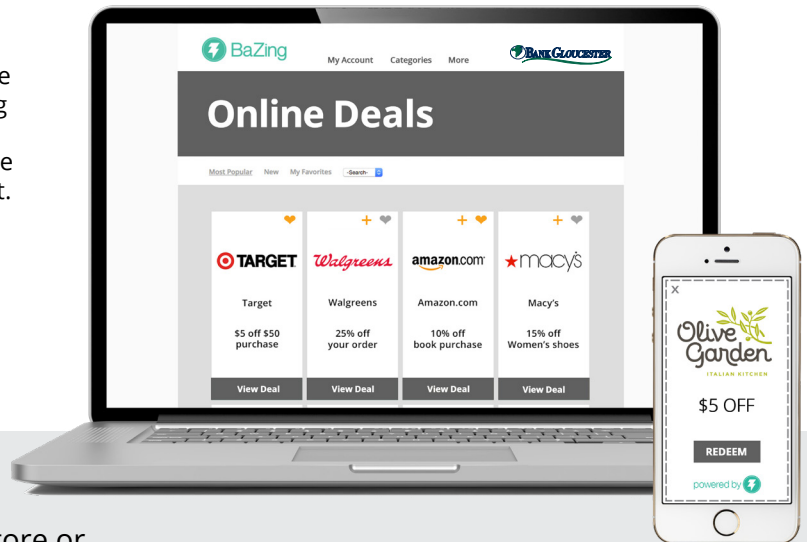 BaZing
My Account Categories More
BANK GLOUCESTER
Online Deals
Most Popular New My Favorites -Search-
TARGET
Target
$5 off $50
purchase
View Deal
Walgreens
Walgreens
25% off
your order
View Deal
amazon.com
Amazon.com
10% off
book purchase
View Deal
macy's
Macy's
15% off
Women's shoes
View Deal
X
Olive
Garden
ITALIAN KITCHEN
$5 OFF
REDEEM
powered by
t.
or